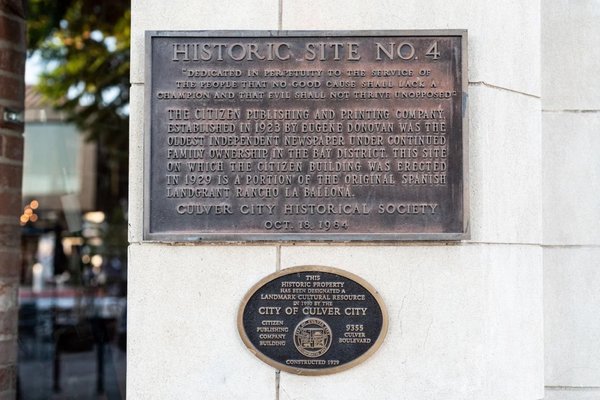 HISTORIC SITE NO. 4
"DEDICATED IN PERPETUITY TO THE SERVICE OF
THE PEOPLE THAT NO GOOD CAUSE SHALL LACK A
CHAMPION AND THAT EVIL SHALL NOT THRIVE UNOPPOSED"
THE CITIZEN PUBLISHING AND PRINTING COMPANY,
ESTABLISHED IN 1923 BY EUGENE DONOVAN WAS THE
OLDEST INDEPENDENT NEWSPAPER UNDER CONTINUED
FAMILY OWNERSHIP IN THE BAY DISTRICT. THIS SITE
ON WHICH THE CITIZEN BUILDING WAS ERECTED
IN 1929 IS A PORTION OF THE ORIGINAL SPANISH
LANDGRANT RANCHO LA BALLONA.
CULVER CITY HISTORICAL SOCIETY
OCT. 18, 1984
THIS
HISTORIC PROPERTY
HAS BEEN DESIGNATED A
LANDMARK CULTURAL RESOURCE
IN 1990 BY THE
CITY OF CULVER CITY
CITIZEN
PUBLISHING
COMPANY
BUILDING
9355
CULVER
BOULEVARD
CONSTRUCTED 1929